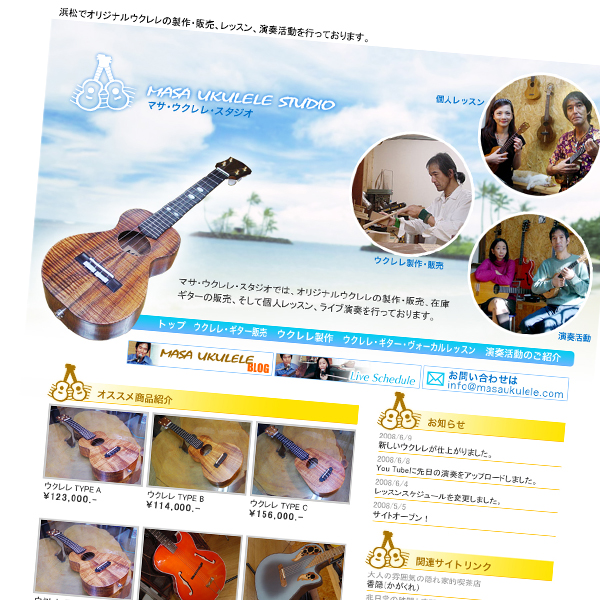 浜松でオリジナルウクレレの製作・販売、レッスン、演奏活動を行っております。
MASA UKULELE STUDIO
マサ・ウクレレ・スタジオ
個人レッスン
ウクレレ製作・販売
演奏活動
マサ・ウクレレ・スタジオでは、オリジナルウクレレの製作・販売、在庫
ギターの販売、そして個人レッスン、ライブ演奏を行っております。
トップ ウクレレ・ギター販売 ウクレレ製作 ウクレレ・ギター・ヴォーカルレッスン 演奏活動のご紹介
MASA UKULELE
BLOG
Live Schedule
お問い合わせは
info@masaukulele.com
オススメ商品紹介
ウクレレ TYPE A
¥123,000.-
ウクレレ TYPE B
¥114,000.-
ウクレレ TYPE C
¥156,000.-
お知らせ
2008/6/9
新しいウクレレが仕上がりました。
2008/6/8
You Tubeに先日の演奏をアップロードしました。
2008/6/4
レッスンスケジュールを変更しました。
2008/5/5
サイトオープン！
関連サイトリンク
大人の雰囲気の隠れ家的喫茶店
香隠(かがくれ)